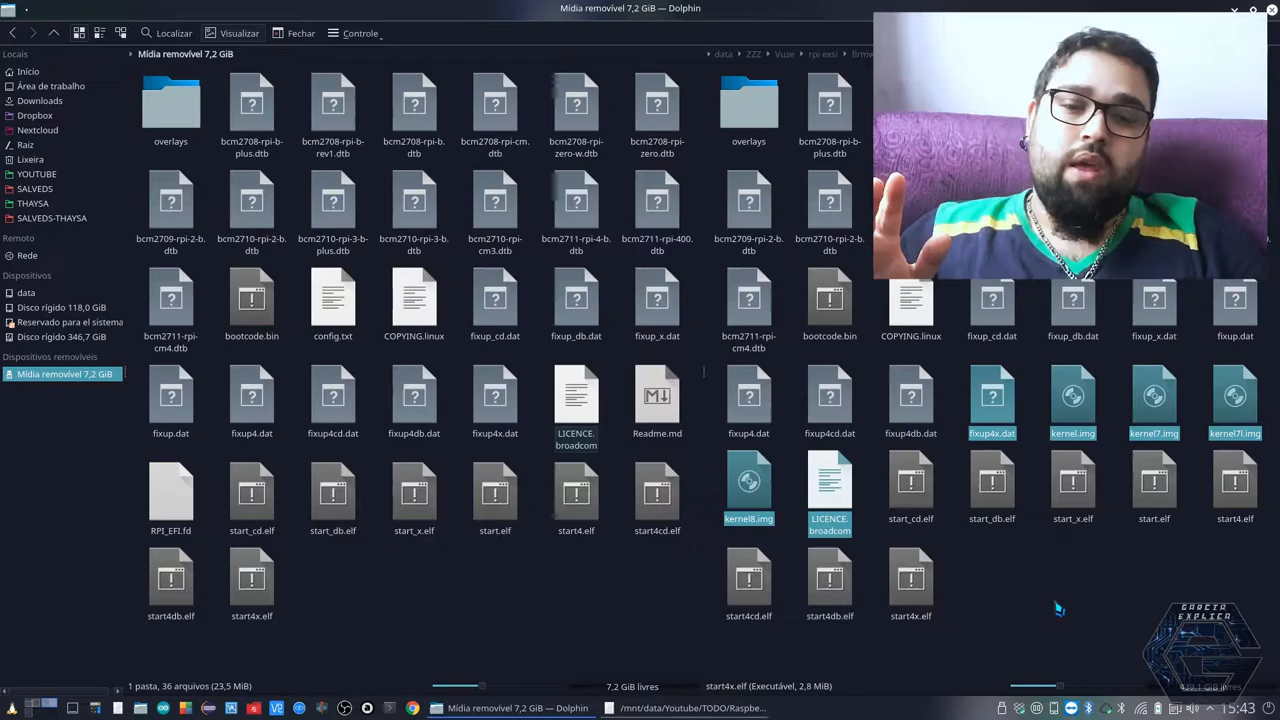 Mídia removível 7,2 GiB — Dolphin
Localizar
Visualizar
Fechar
Controle
Locais
Início
Área de trabalho
Downloads
Dropbox
Nextcloud
Raiz
Lixeira
YOUTUBE
SALVEDS
THAYSA
SALVEDS-THAYSA
Remoto
Rede
Dispositivos
data
Disco rígido 118,0 GiB
Reservado para el sistema
Disco rígido 346,7 GiB
Dispositivos removíveis
Mídia removível 7,2 GiB
Mídia removível 7,2 GiB
overlays
bcm2708-rpi-b-plus.dtb
bcm2708-rpi-b-rev1.dtb
bcm2708-rpi-b.dtb
bcm2708-rpi-cm.dtb
bcm2708-rpi-zero-w.dtb
bcm2708-rpi-zero.dtb
bcm2709-rpi-2-b.dtb
bcm2710-rpi-2-b.dtb
bcm2710-rpi-3-b-plus.dtb
bcm2710-rpi-3-b.dtb
bcm2710-rpi-cm3.dtb
bcm2711-rpi-4-b.dtb
bcm2711-rpi-400.dtb
bcm2711-rpi-cm4.dtb
bootcode.bin
config.txt
COPYING.linux
fixup_cd.dat
fixup_db.dat
fixup_x.dat
fixup.dat
fixup4.dat
fixup4cd.dat
fixup4db.dat
fixup4x.dat
LICENCE.broadcom
Readme.md
RPI_EFI.fd
start_cd.elf
start_db.elf
start_x.elf
start.elf
start4.elf
start4cd.elf
start4db.elf
start4x.elf
1 pasta, 36 arquivos (23,5 MiB)
7,2 GiB livres
data
ZZZ
Vuze
rpi exsi
overlays
bcm2708-rpi-b-plus.dtb
bcm2709-rpi-2-b.dtb
bcm2710-rpi-2-b.dtb
bcm2711-rpi-cm4.dtb
bootcode.bin
COPYING.linux
fixup_cd.dat
fixup_db.dat
fixup_x.dat
fixup.dat
fixup4.dat
fixup4cd.dat
fixup4db.dat
fixup4x.dat
kernel.img
kernel7.img
kernel7l.img
kernel8.img
LICENCE.broadcom
start_cd.elf
start_db.elf
start_x.elf
start.elf
start4.elf
start4cd.elf
start4db.elf
start4x.elf
start4x.elf (Executável, 2,8 MiB)
439,1 GiB livres
GARCIA
EXPLICA
Mídia removível 7,2 GiB — Dolphin
/mnt/data/Youtube/TODO/Raspbe...
15:43